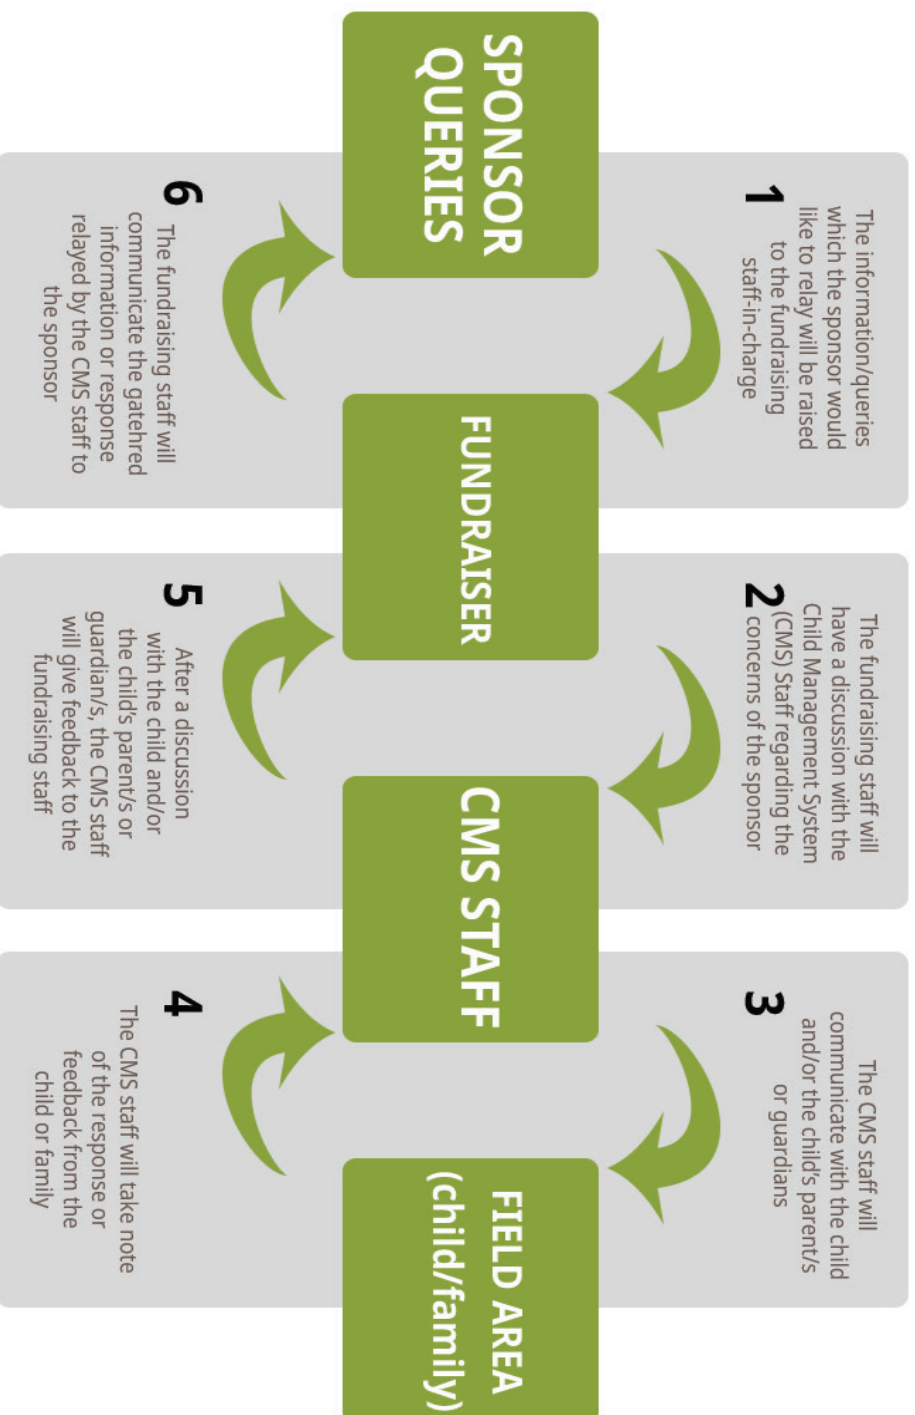 1
The information/queries
which the sponsor would
like to relay will be raised
to the fundraising
staff-in-charge
2
The fundraising staff will
have a discussion with the
Child Management System
(CMS) Staff regarding the
concerns of the sponsor
3
The CMS staff will
communicate with the child
and/or the child's parent/s
or guardians
SPONSOR
QUERIES
FUNDRAISER
CMS STAFF
FIELD AREA
(child/family)
6
The fundraising staff will
communicate the gatehred
information or response
relayed by the CMS staff to
the sponsor
5
After a discussion
with the child and/or
the child's parent/s or
guardian/s, the CMS staff
will give feedback to the
fundraising staff
4
The CMS staff will take note
of the response or
feedback from the
child or family